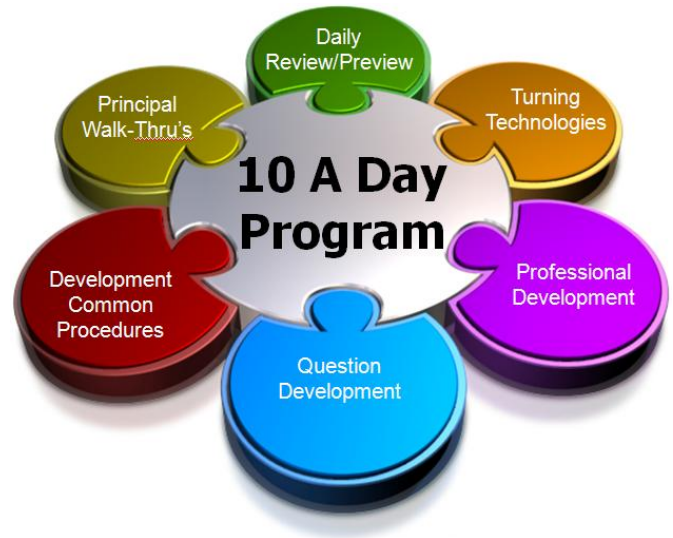 Daily
Review/Preview
Principal
Walk-Thru's
Turning
Technologies
10 A Day
Program
Development
Common
Procedures
Professional
Development
Question
Development